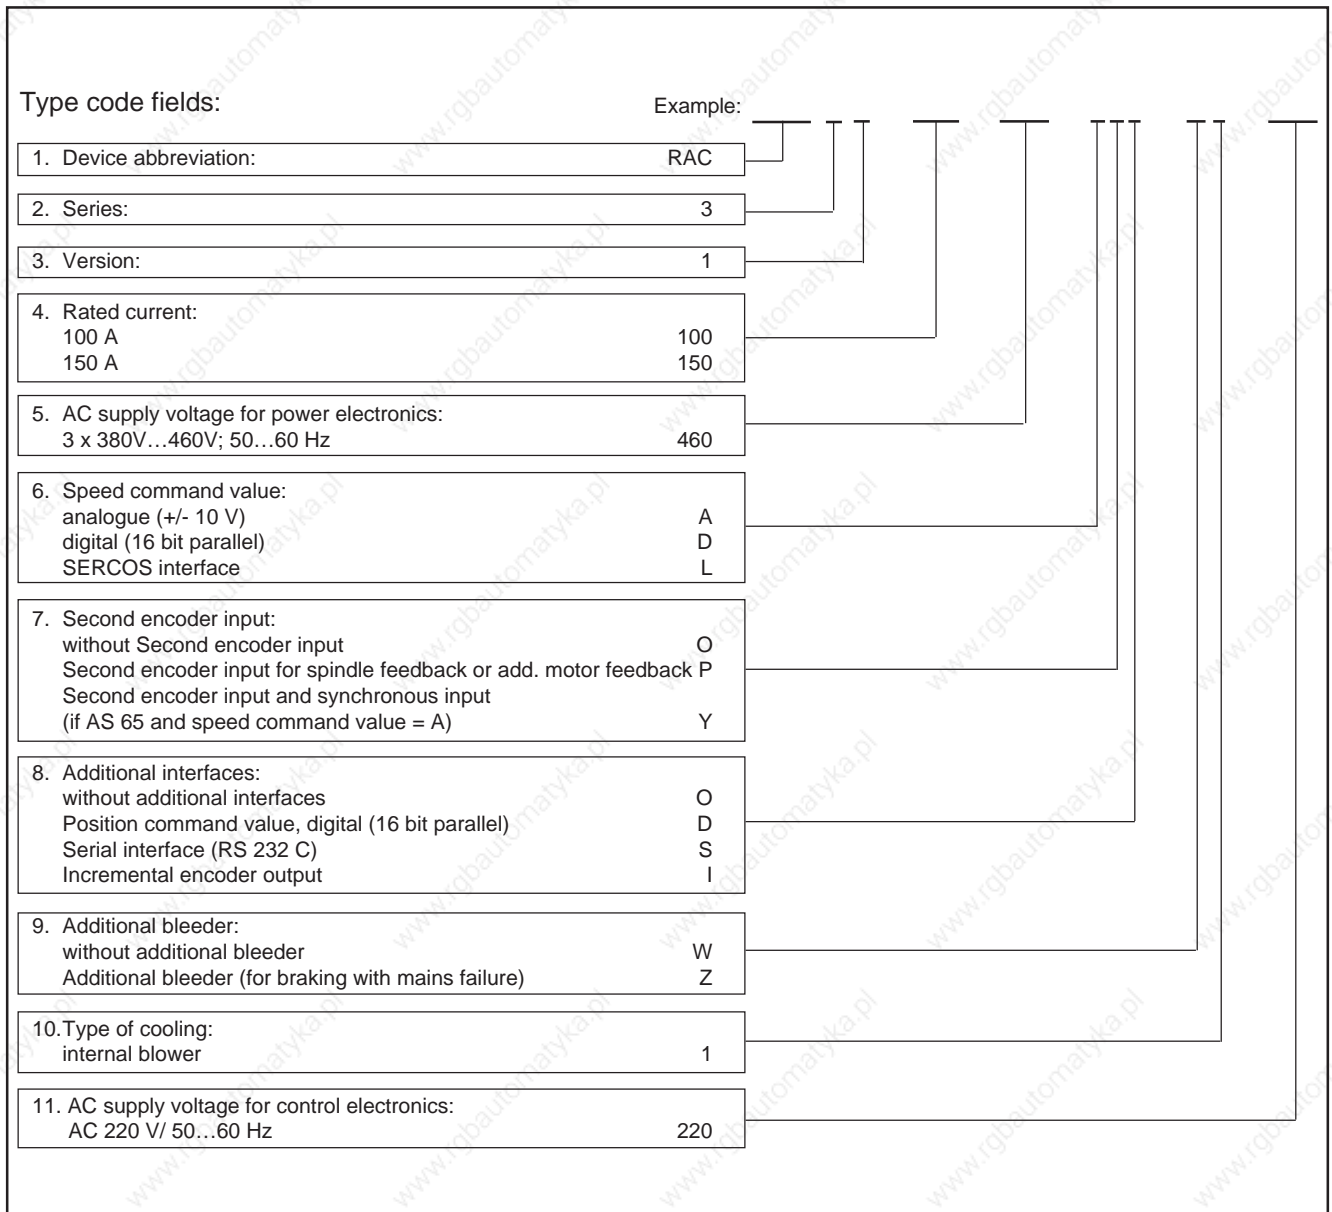 Type code fields:
Example:
1. Device abbreviation: RAC
2. Series: 3
3. Version: 1
4. Rated current:
100 A 100
150 A 150
5. AC supply voltage for power electronics:
3 x 380V…460V; 50…60 Hz 460
6. Speed command value:
analogue (+/- 10 V) A
digital (16 bit parallel) D
SERCOS interface L
7. Second encoder input:
without Second encoder input O
Second encoder input for spindle feedback or add. motor feedback P
Second encoder input and synchronous input
(if AS 65 and speed command value = A) Y
8. Additional interfaces:
without additional interfaces O
Position command value, digital (16 bit parallel) D
Serial interface (RS 232 C) S
Incremental encoder output I
9. Additional bleeder:
without additional bleeder W
Additional bleeder (for braking with mains failure) Z
10.Type of cooling:
internal blower 1
11. AC supply voltage for control electronics:
AC 220 V/ 50…60 Hz 220
www.rgbautomatyka.pl